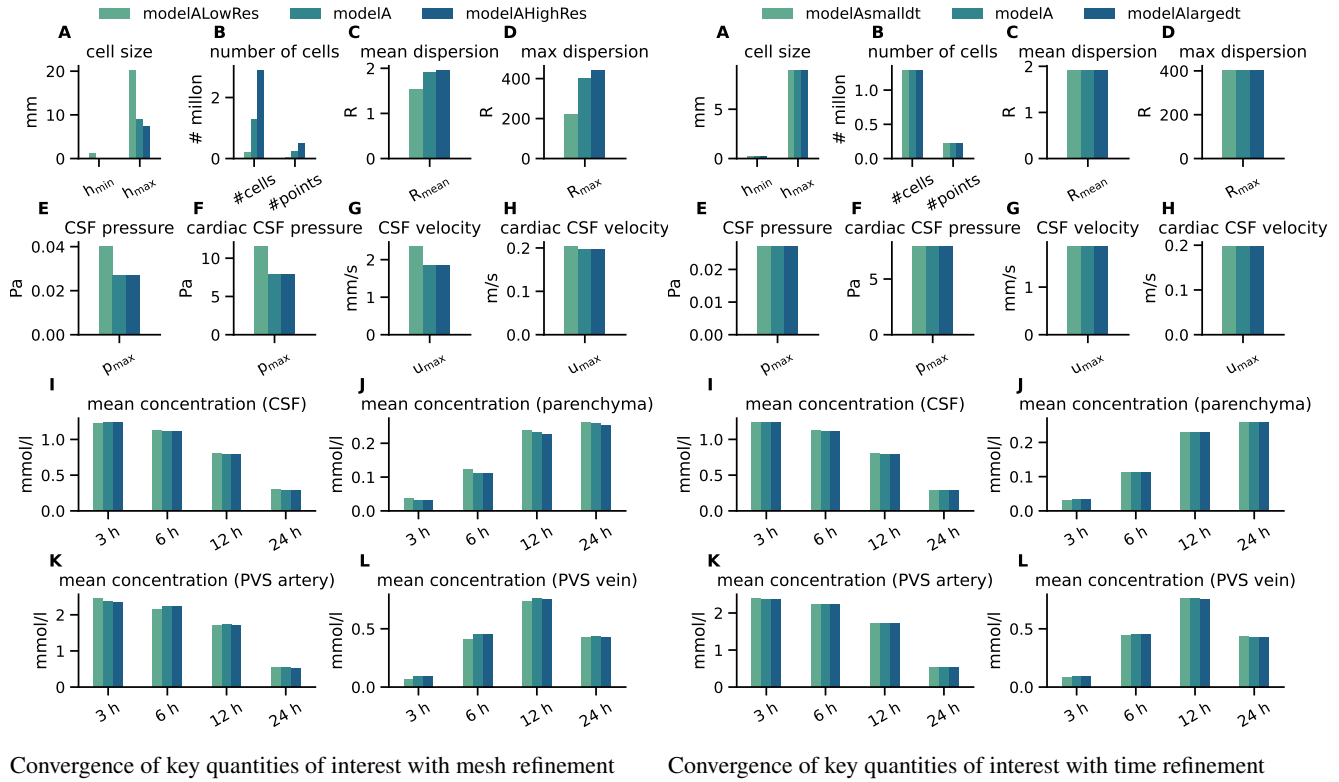 modelALowRes modelA modelAHighRes
A B C D
cell size number of cells mean dispersion max dispersion
mm 20 10 0 h_min h_max
# millon 2 0 #cells #points
R 2 1 0 R_mean
R 400 200 0 R_max
E F G H
CSF pressure cardiac CSF pressure CSF velocity cardiac CSF velocity
Pa 0.04 0.02 0.00 p_max
Pa 10 5 0 p_max
mm/s 2 1 0 u_max
m/s 0.2 0.1 0.0 u_max
I J
mean concentration (CSF) mean concentration (parenchyma)
mmol/l 1.0 0.5 0.0 3 h 6 h 12 h 24 h
mmol/l 0.2 0.1 0.0 3 h 6 h 12 h 24 h
K L
mean concentration (PVS artery) mean concentration (PVS vein)
mmol/l 2 1 0 3 h 6 h 12 h 24 h
mmol/l 0.5 0.0 3 h 6 h 12 h 24 h
Convergence of key quantities of interest with mesh refinement
modelAsmalldt modelA modelAlargedt
A B C D
cell size number of cells mean dispersion max dispersion
mm 5 0 h_min h_max
# millon 1.0 0.5 0.0 #cells #points
R 2 1 0 R_mean
R 400 200 0 R_max
E F G H
CSF pressure cardiac CSF pressure CSF velocity cardiac CSF velocity
Pa 0.02 0.01 0.00 p_max
Pa 5 0 p_max
mm/s 1 0 u_max
m/s 0.2 0.1 0.0 u_max
I J
mean concentration (CSF) mean concentration (parenchyma)
mmol/l 1.0 0.5 0.0 3 h 6 h 12 h 24 h
mmol/l 0.2 0.1 0.0 3 h 6 h 12 h 24 h
K L
mean concentration (PVS artery) mean concentration (PVS vein)
mmol/l 2 1 0 3 h 6 h 12 h 24 h
mmol/l 0.5 0.0 3 h 6 h 12 h 24 h
Convergence of key quantities of interest with time refinement